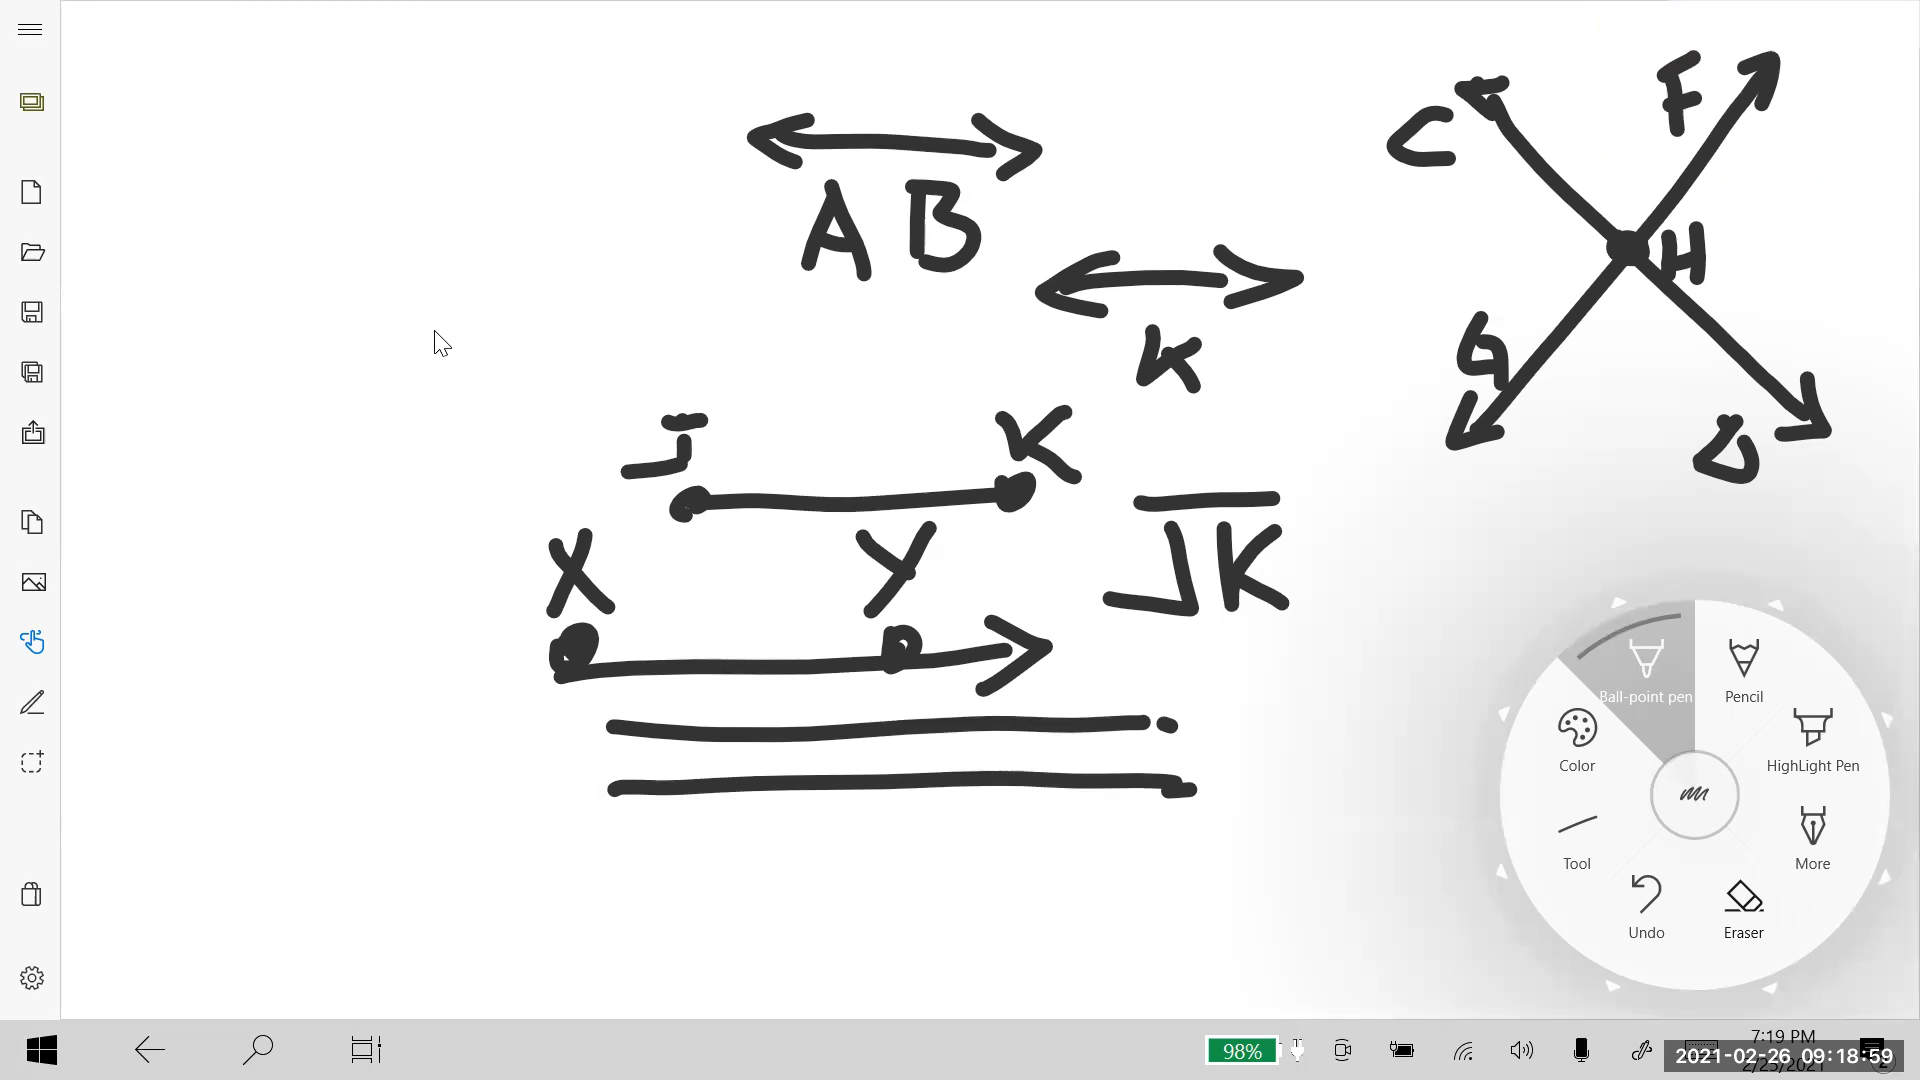 F
C
A B
H
K
G
J K
D
X Y JK
Ball-point pen
Pencil
Color
HighLight Pen
Tool
More
Undo
Eraser
98%
7:19 PM
2021-02-26 09:18:59